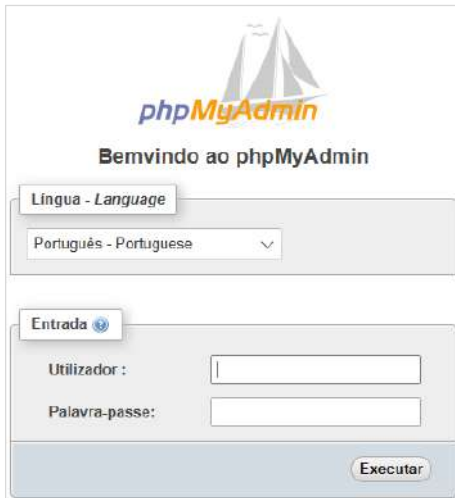 phpMyAdmin
Bemvindo ao phpMyAdmin
Língua - Language
Português - Portuguese
Entrada
Utilizador :
Palavra-passe:
Executar